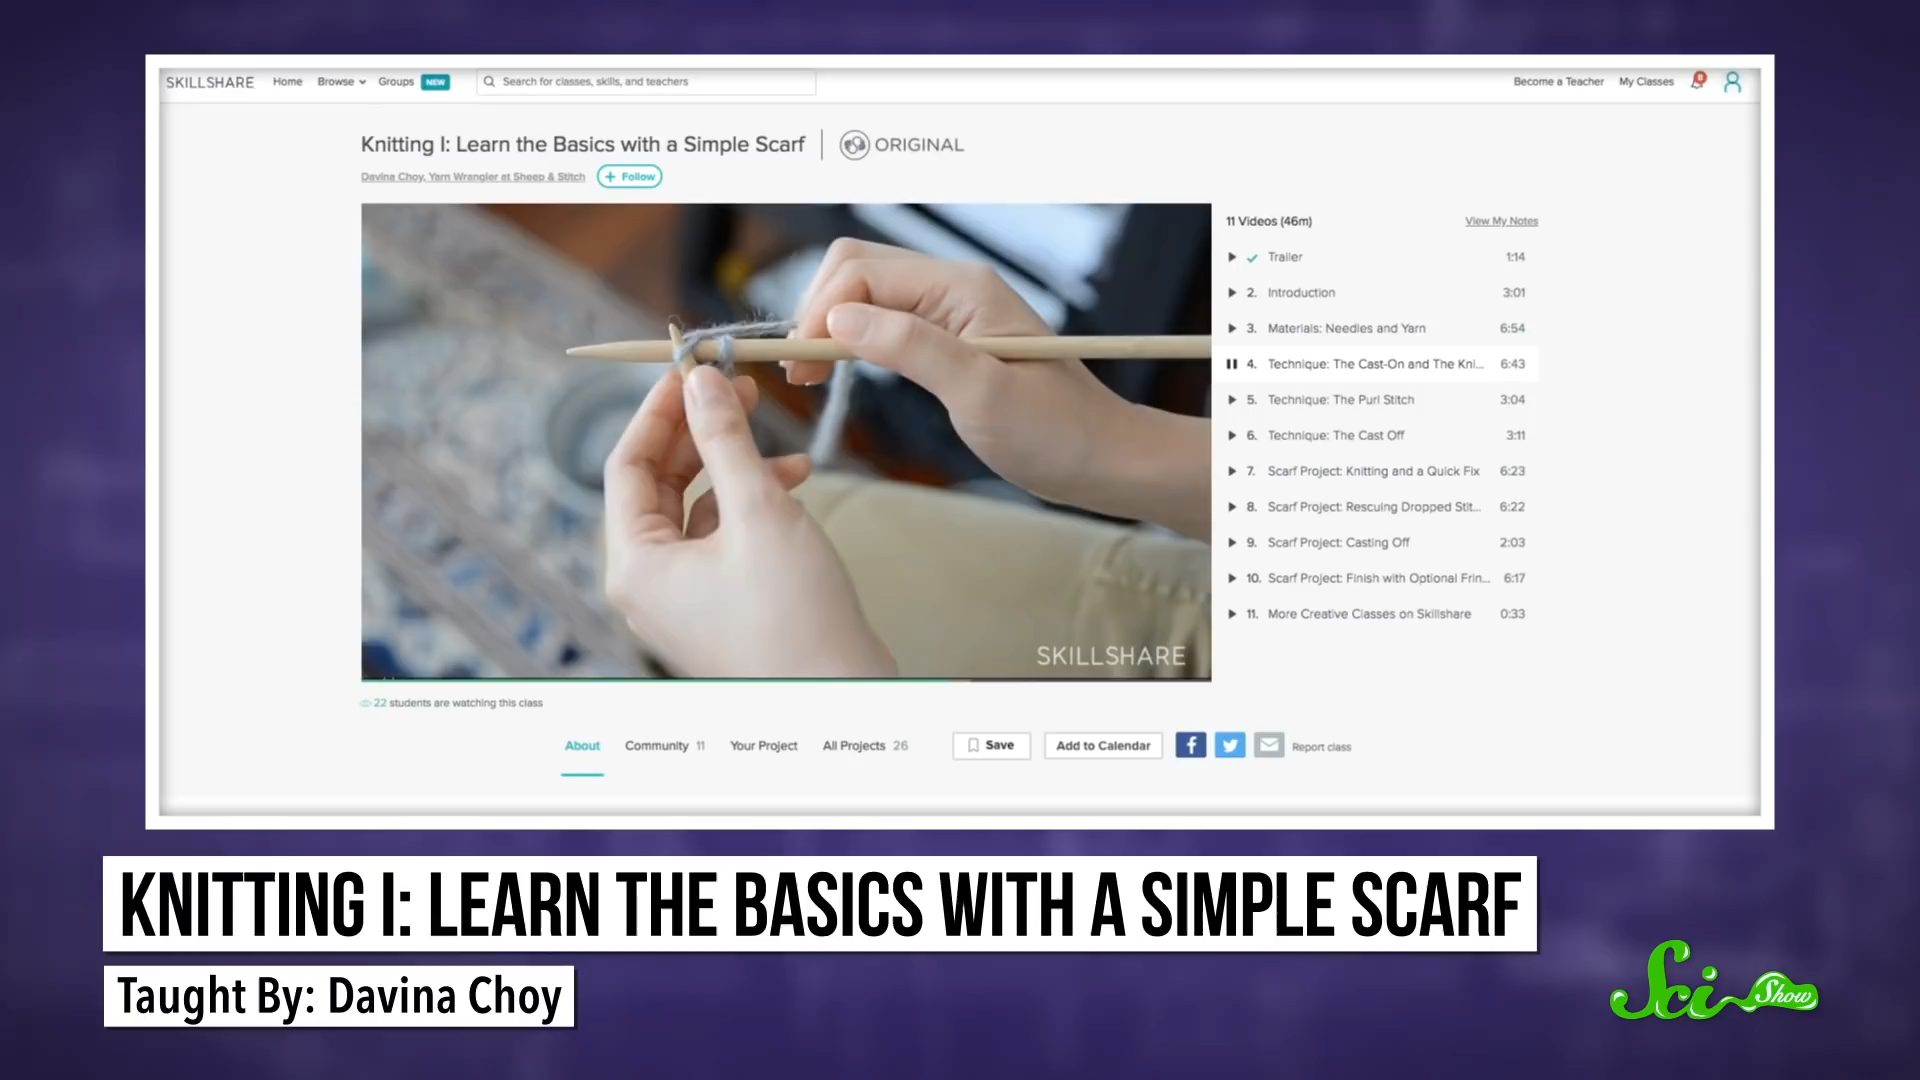 SKILLSHARE Home Browse Groups NEW Search for classes, skills, and teachers Become a Teacher My Classes
Knitting I: Learn the Basics with a Simple Scarf ORIGINAL
Davina Choy, Yarn Wrangler at Sheep & Stitch + Follow
11 Videos (46m) View My Notes
Trailer 1:14
2. Introduction 3:01
3. Materials: Needles and Yarn 6:54
4. Technique: The Cast-On and The Kni... 6:43
5. Technique: The Purl Stitch 3:04
6. Technique: The Cast Off 3:11
7. Scarf Project: Knitting and a Quick Fix 6:23
8. Scarf Project: Rescuing Dropped Stit... 6:22
9. Scarf Project: Casting Off 2:03
10. Scarf Project: Finish with Optional Frin... 6:17
11. More Creative Classes on Skillshare 0:33
SKILLSHARE
22 students are watching this class
About Community 11 Your Project All Projects 26 Save Add to Calendar Report class
KNITTING I: LEARN THE BASICS WITH A SIMPLE SCARF
Taught By: Davina Choy
Sci Show